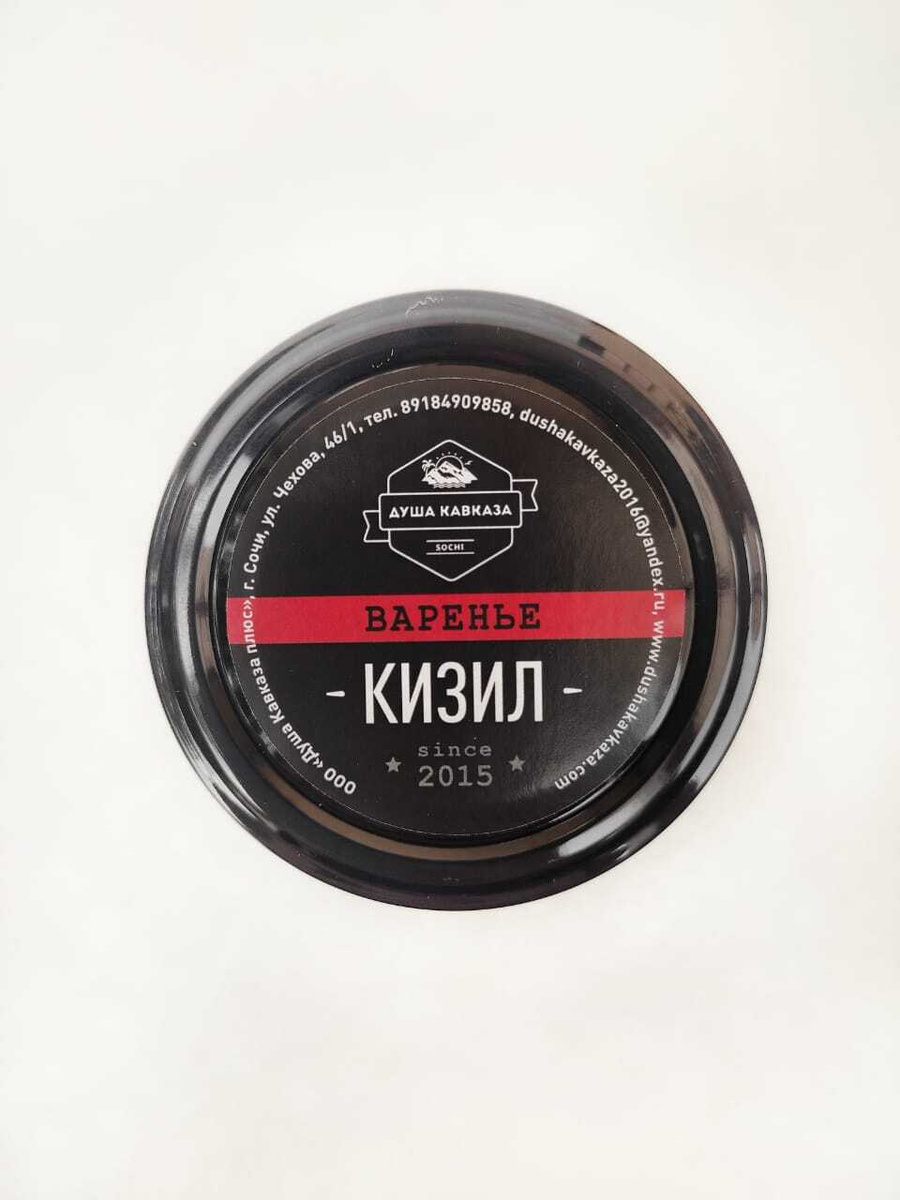 ООО «Душа Кавказа плюс», г. Сочи, ул. Чехова, 46/1, тел. 89184909858, dushakavkaza2016@yandex.ru, www.dushakavkaza.com
ДУША КАВКАЗА
SOCHI
ВАРЕНЬЕ
- КИЗИЛ -
since
2015